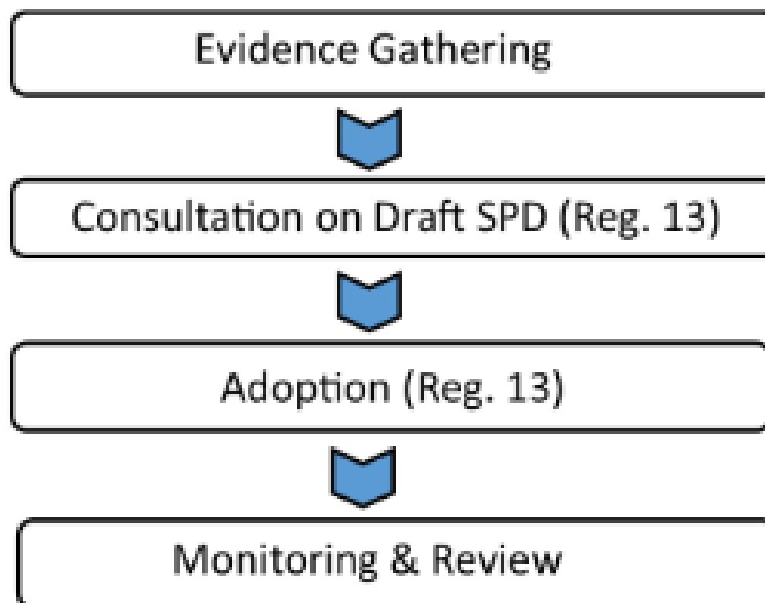 Evidence Gathering
Consultation on Draft SPD (Reg. 13)
Adoption (Reg. 13)
Monitoring & Review